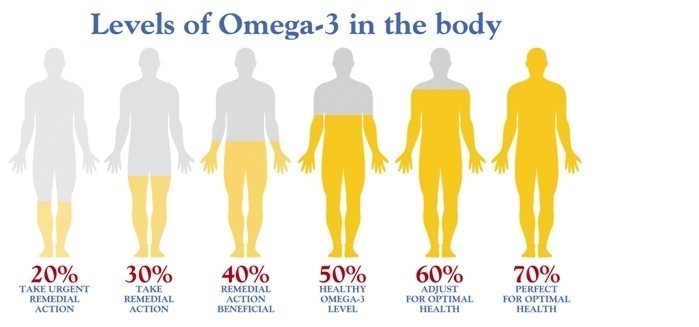 Levels of Omega-3 in the body
20%
TAKE URGENT
REMEDIAL
ACTION
30%
TAKE
REMEDIAL
ACTION
40%
REMEDIAL
ACTION
BENEFICIAL
50%
HEALTHY
OMEGA-3
LEVEL
60%
ADJUST
FOR OPTIMAL
HEALTH
70%
PERFECT
FOR OPTIMAL
HEALTH